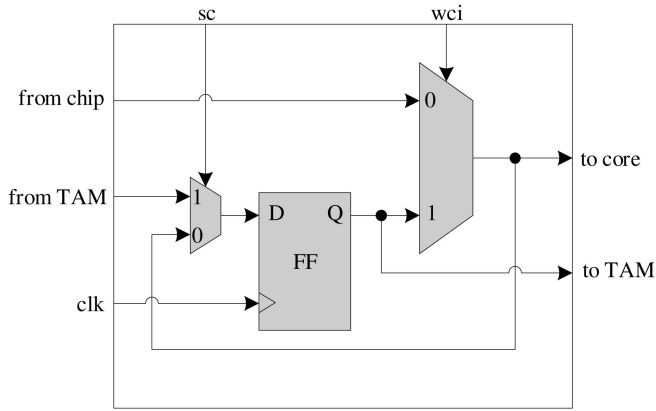 sc
wci
from chip
0
to core
from TAM
1
D
Q
1
0
FF
to TAM
clk